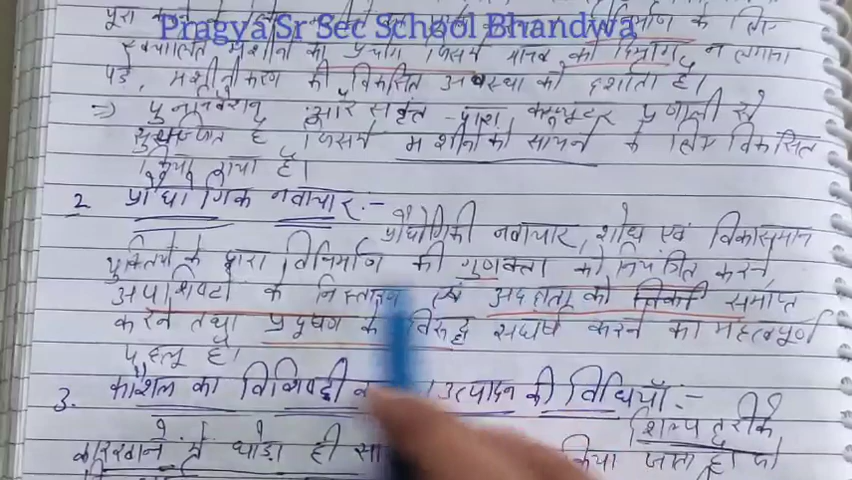 Pragya Sr Sec School Bhandwa
पूरा निर्माण के लिए
स्वचालित मशीनों का प्रयोग जिसमें मानव को दिमाग न लगाना
पड़े, मशीनीकरण की विकसित अवस्था को दर्शाता है।
⇒ पुनर्निवेशन और संवृत - पाश कम्प्यूटर प्रणाली से
सुसज्जित है जिसमें मशीनों को सोचने के लिए विकसित
किया गया है।
2 प्रौद्योगिक नवाचार :-
प्रौद्योगिकी नवाचार, शोध एवं विकासमान
युक्तियों के द्वारा विनिर्माण की गुणवत्ता को नियंत्रित करने,
अपशिष्टों के निस्तारण एवं अदक्षता को समाप्त
करने तथा प्रदूषण के विरूद्ध संघर्ष करने का महत्वपूर्ण
पहलू है।
3. कौशल का उत्पादन की विधियाँ :-
शिल्प तरीके
कारखाने में थोड़ा ही किया जाता है जो